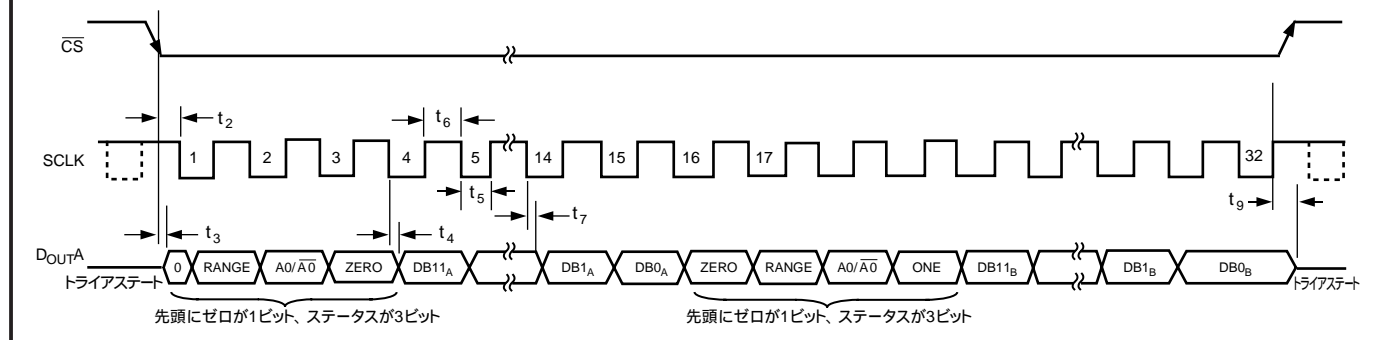 CS
t2
t6
SCLK
1 2 3 4 5 14 15 16 17 32
t5
t7
t9
t3
t4
DOUTA
0 RANGE A0/A0 ZERO DB11A DB1A DB0A ZERO RANGE A0/A0 ONE DB11B DB1B DB0B
トライアステート
トライアステート
先頭にゼロが1ビット、ステータスが3ビット
先頭にゼロが1ビット、ステータスが3ビット